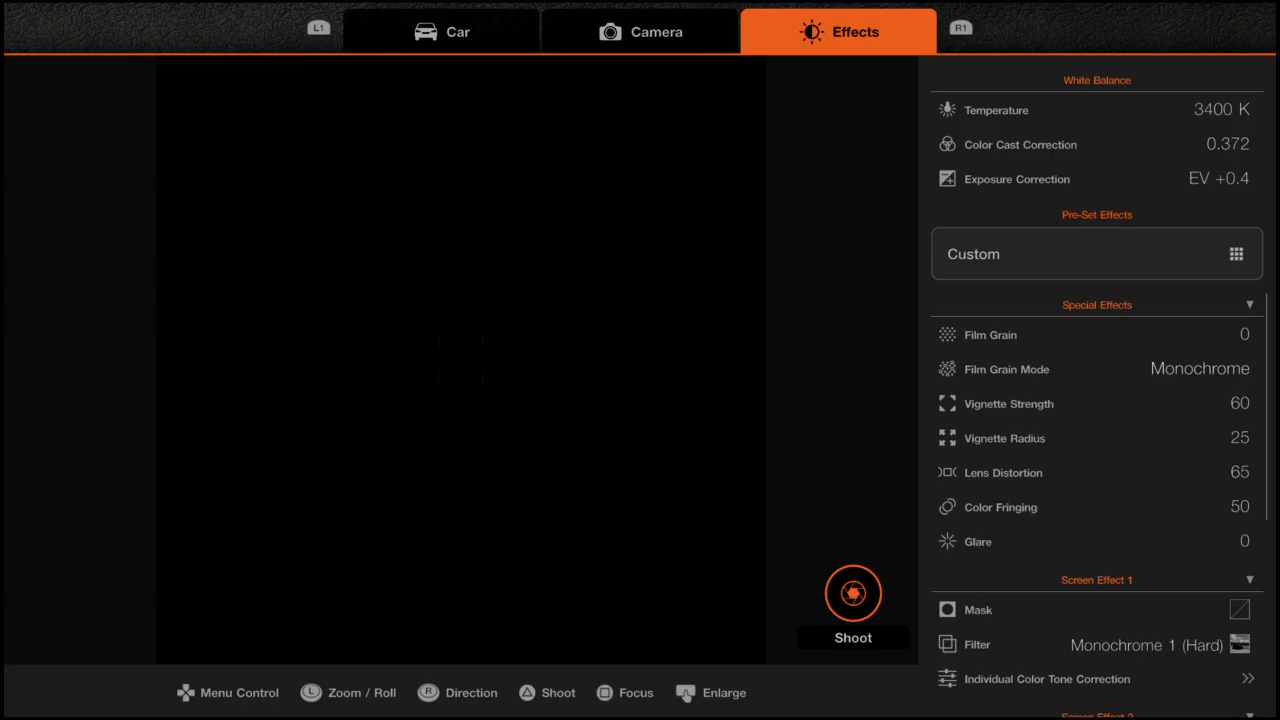 L1
Car
Camera
Effects
R1
White Balance
Temperature 3400 K
Color Cast Correction 0.372
Exposure Correction EV +0.4
Pre-Set Effects
Custom
Special Effects
Film Grain 0
Film Grain Mode Monochrome
Vignette Strength 60
Vignette Radius 25
Lens Distortion 65
Color Fringing 50
Glare 0
Screen Effect 1
Mask
Filter Monochrome 1 (Hard)
Individual Color Tone Correction
Screen Effect 2
Shoot
Menu Control
L Zoom / Roll
R Direction
Shoot
Focus
Enlarge